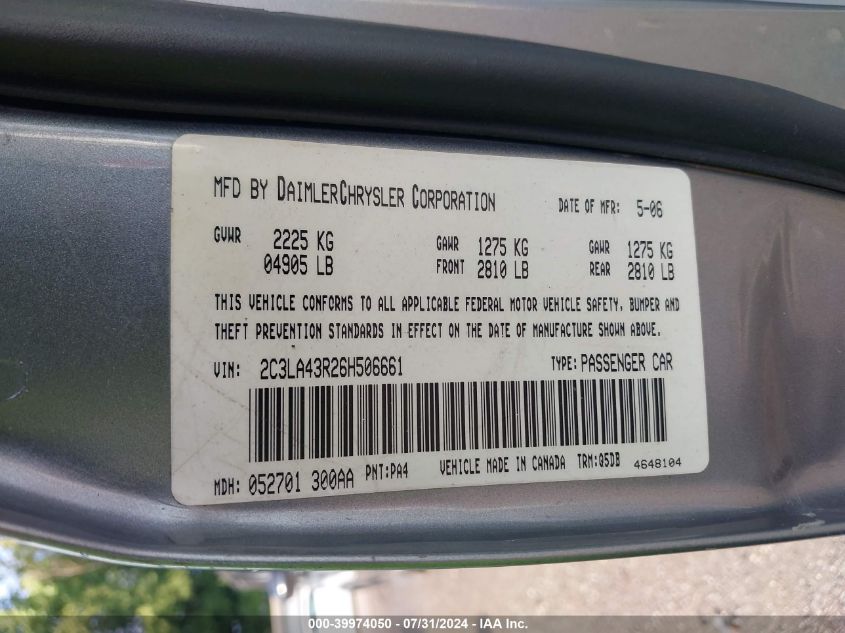 MFD BY DAIMLERCHRYSLER CORPORATION DATE OF MFR: 5-06
GVWR 2225 KG GAWR 1275 KG GAWR 1275 KG
04905 LB FRONT 2810 LB REAR 2810 LB
THIS VEHICLE CONFORMS TO ALL APPLICABLE FEDERAL MOTOR VEHICLE SAFETY, BUMPER AND
THEFT PREVENTION STANDARDS IN EFFECT ON THE DATE OF MANUFACTURE SHOWN ABOVE.
VIN: 2C3LA43R26H506661 TYPE: PASSENGER CAR
MDH: 052701 300AA PNT:PA4 VEHICLE MADE IN CANADA TRM:Q5DB 4648104
000-39974050 - 07/31/2024 - IAA Inc.